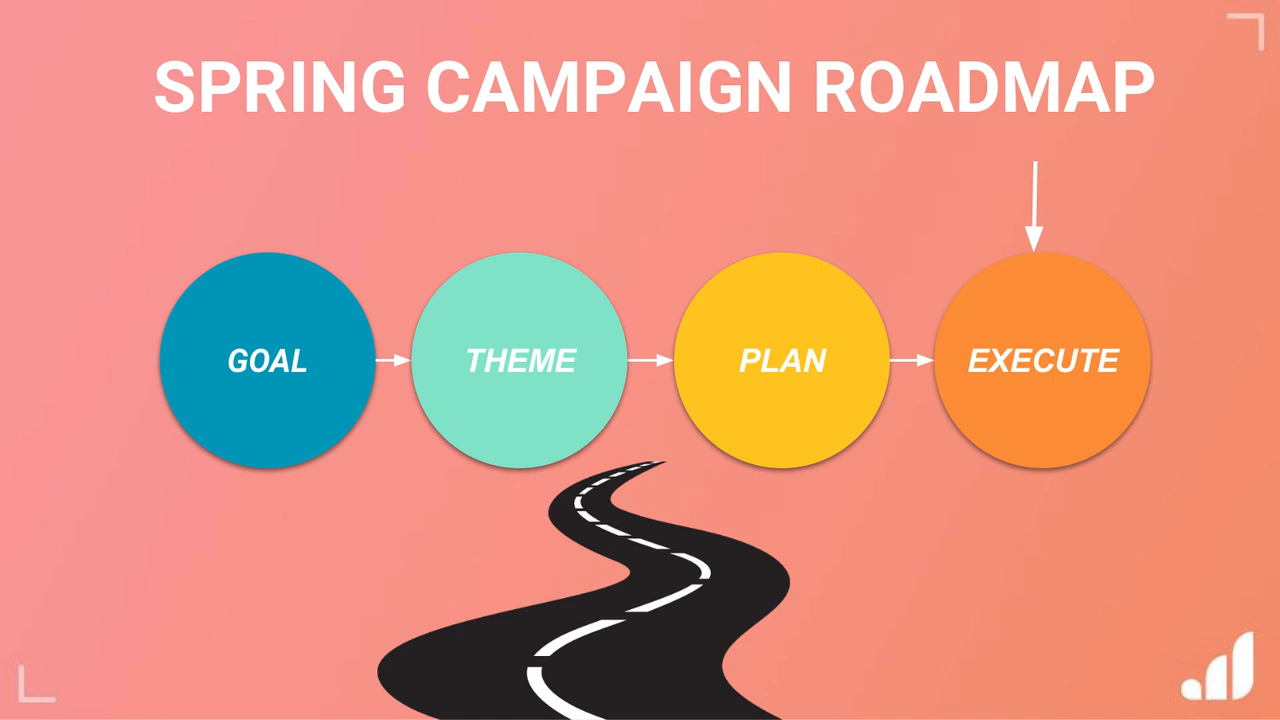 SPRING CAMPAIGN ROADMAP
GOAL
THEME
PLAN
EXECUTE